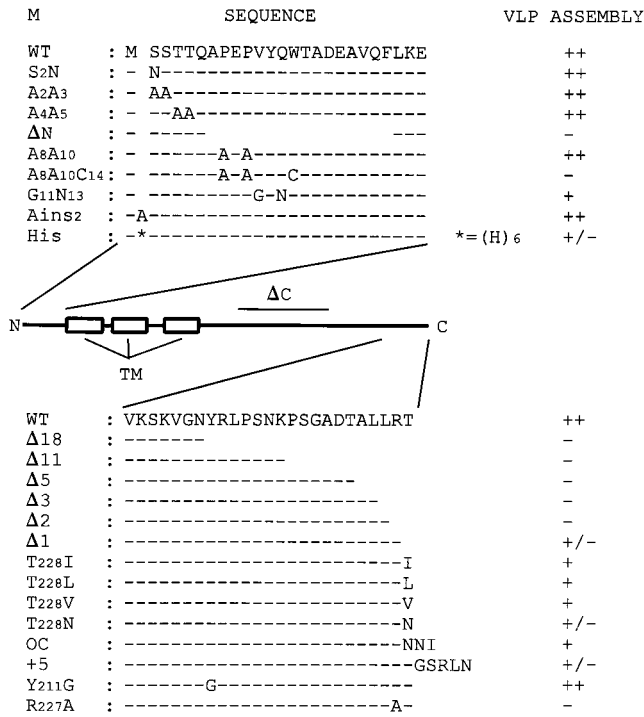 M SEQUENCE VLP ASSEMBLY
WT : M SSTTQAPEPVYQWTADEAVQFLKE ++
S2N : - N----------------------- ++
A2A3 : - AA---------------------- ++
A4A5 : - --AA-------------------- ++
ΔN : - ----- --- -
A8A10 : - ------A-A--------------- ++
A8A10C14 : - ------A-A---C----------- -
G11N13 : - ---------G-N------------ +
Ains2 : -A------------------------ ++
His : -*------------------------ *=(H)6 +/-
ΔC
N C
TM
WT : VKSKVGNYRLPSNKPSGADTALLRT ++
Δ18 : ------- -
Δ11 : -------------- -
Δ5 : -------------------- -
Δ3 : ---------------------- -
Δ2 : ----------------------- -
Δ1 : ------------------------ +/-
T228I : ------------------------I +
T228L : ------------------------L +
T228V : ------------------------V +
T228N : ------------------------N +/-
OC : ------------------------NNI +
+5 : -------------------------GSRLN +/-
Y211G : -------G----------------- ++
R227A : -----------------------A- -